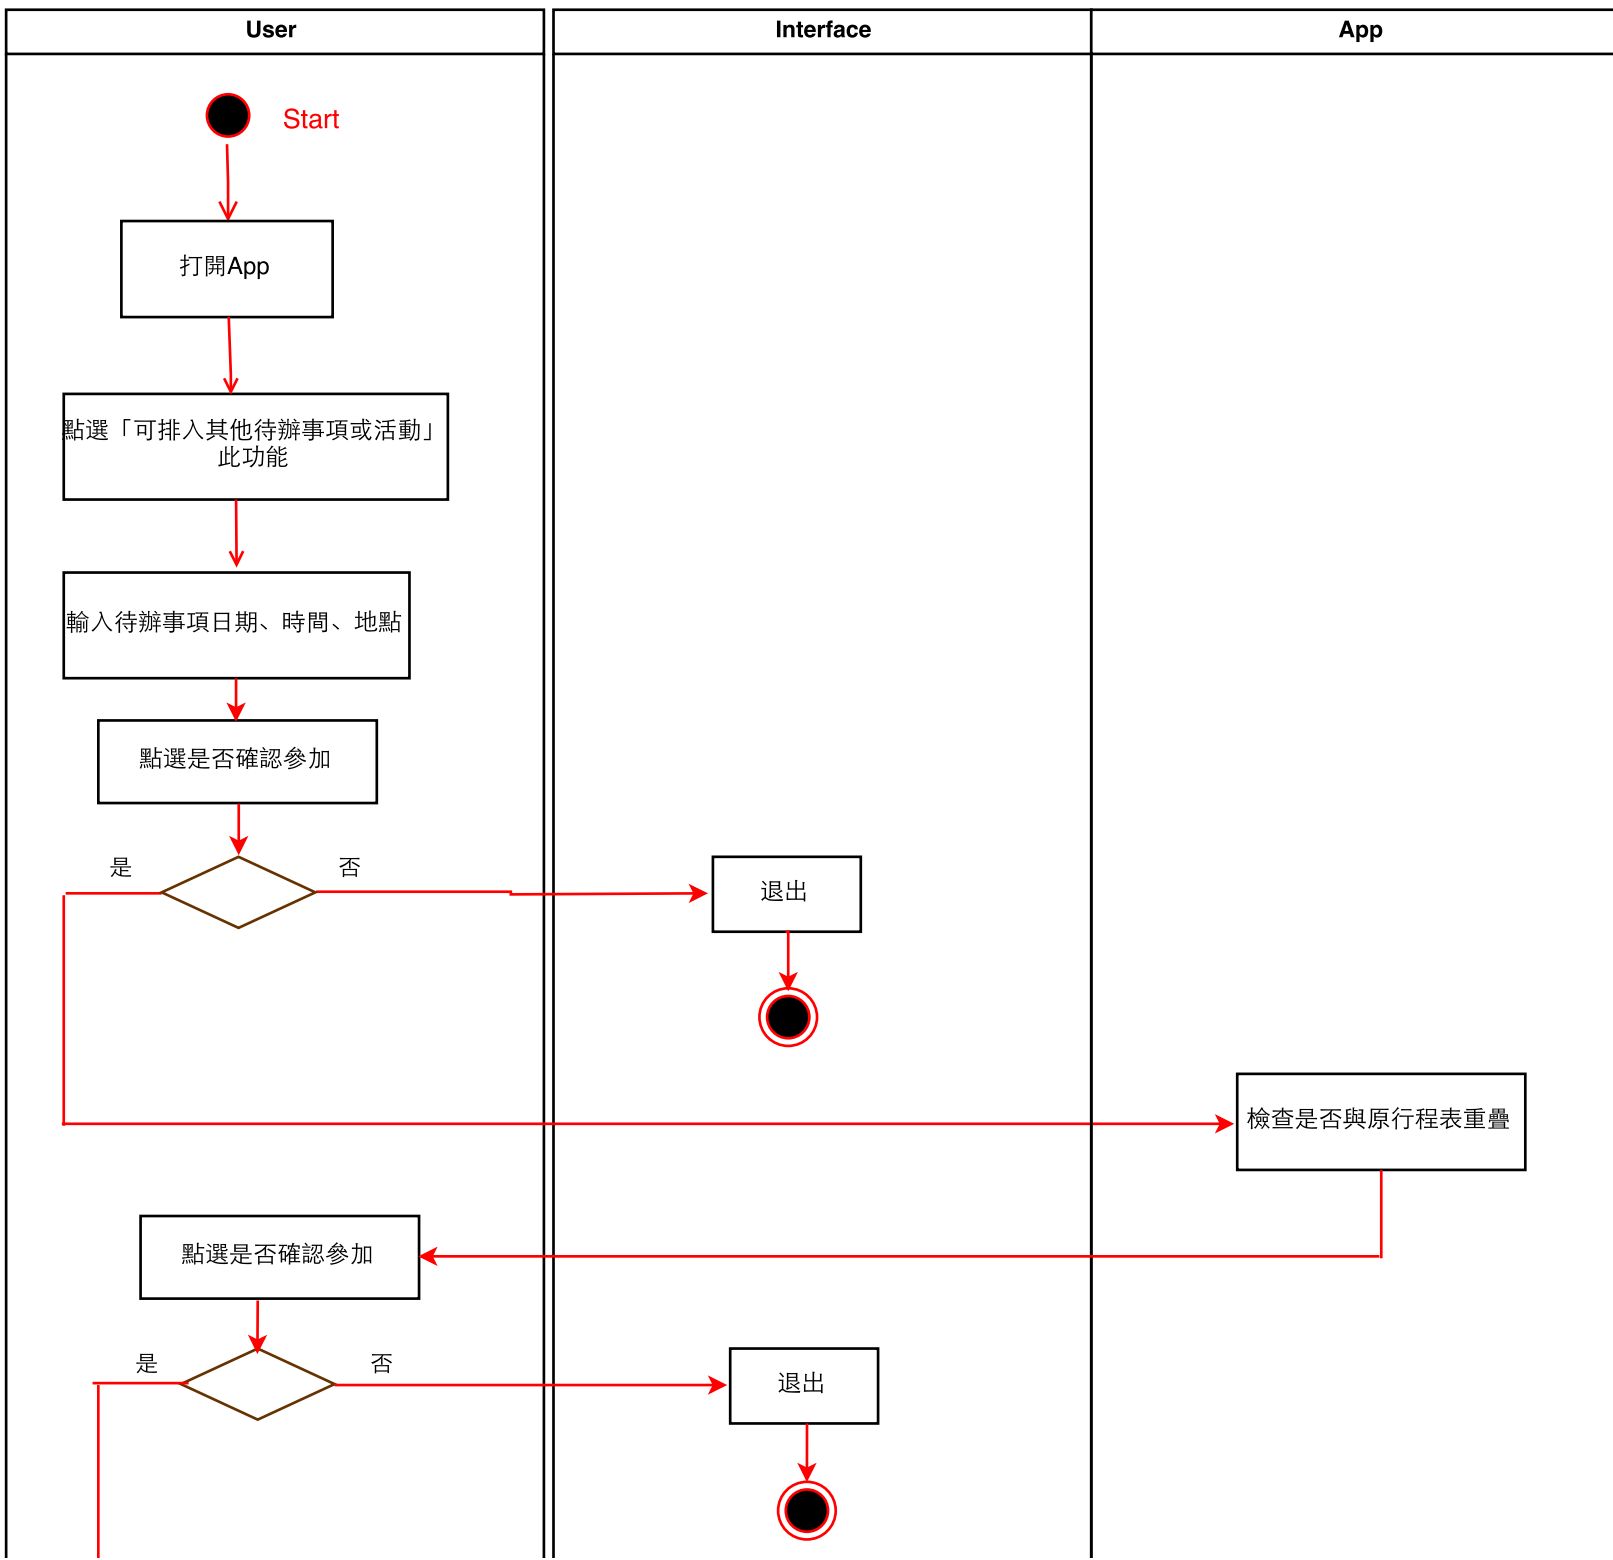 User
Interface
App
Start
打開App
點選「可排入其他待辦事項或活動」
此功能
輸入待辦事項日期、時間、地點
點選是否確認參加
是
否
退出
檢查是否與原行程表重疊
點選是否確認參加
是
否
退出